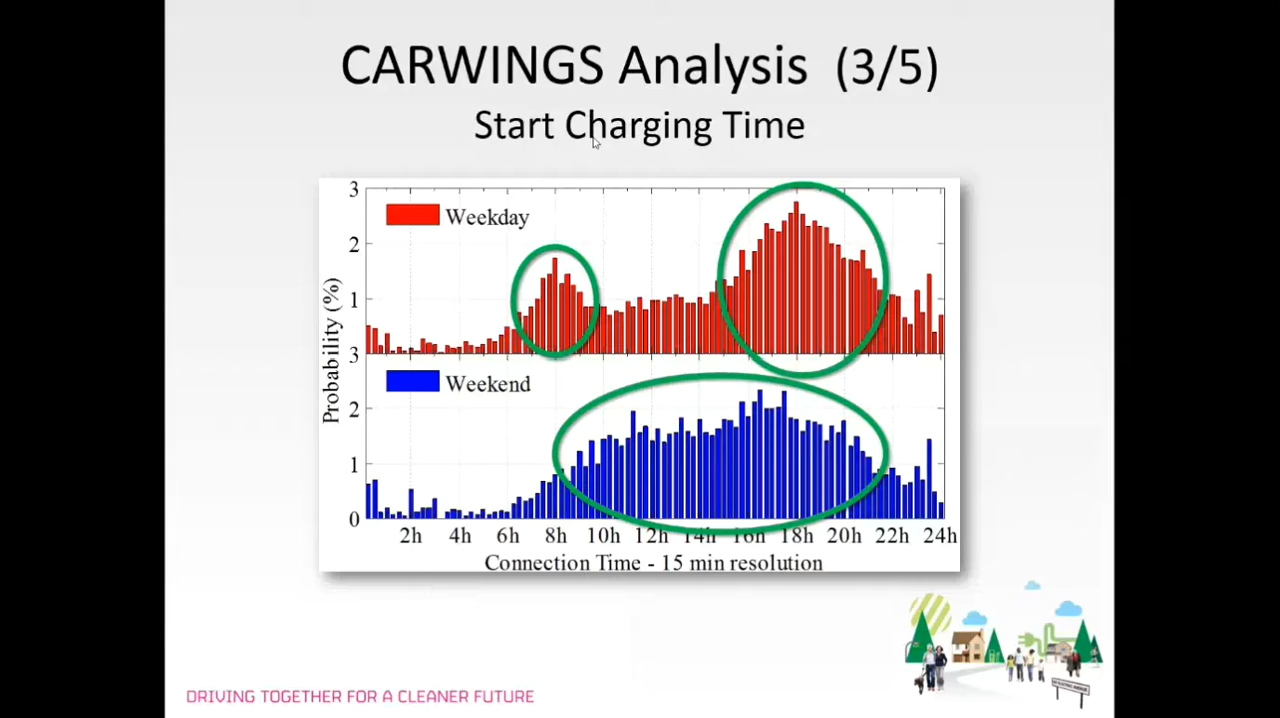 CARWINGS Analysis (3/5)
Start Charging Time
3
Weekday
2
1
Probability (%)
3
Weekend
2
1
0
2h 4h 6h 8h 10h 12h 14h 16h 18h 20h 22h 24h
Connection Time - 15 min resolution
DRIVING TOGETHER FOR A CLEANER FUTURE